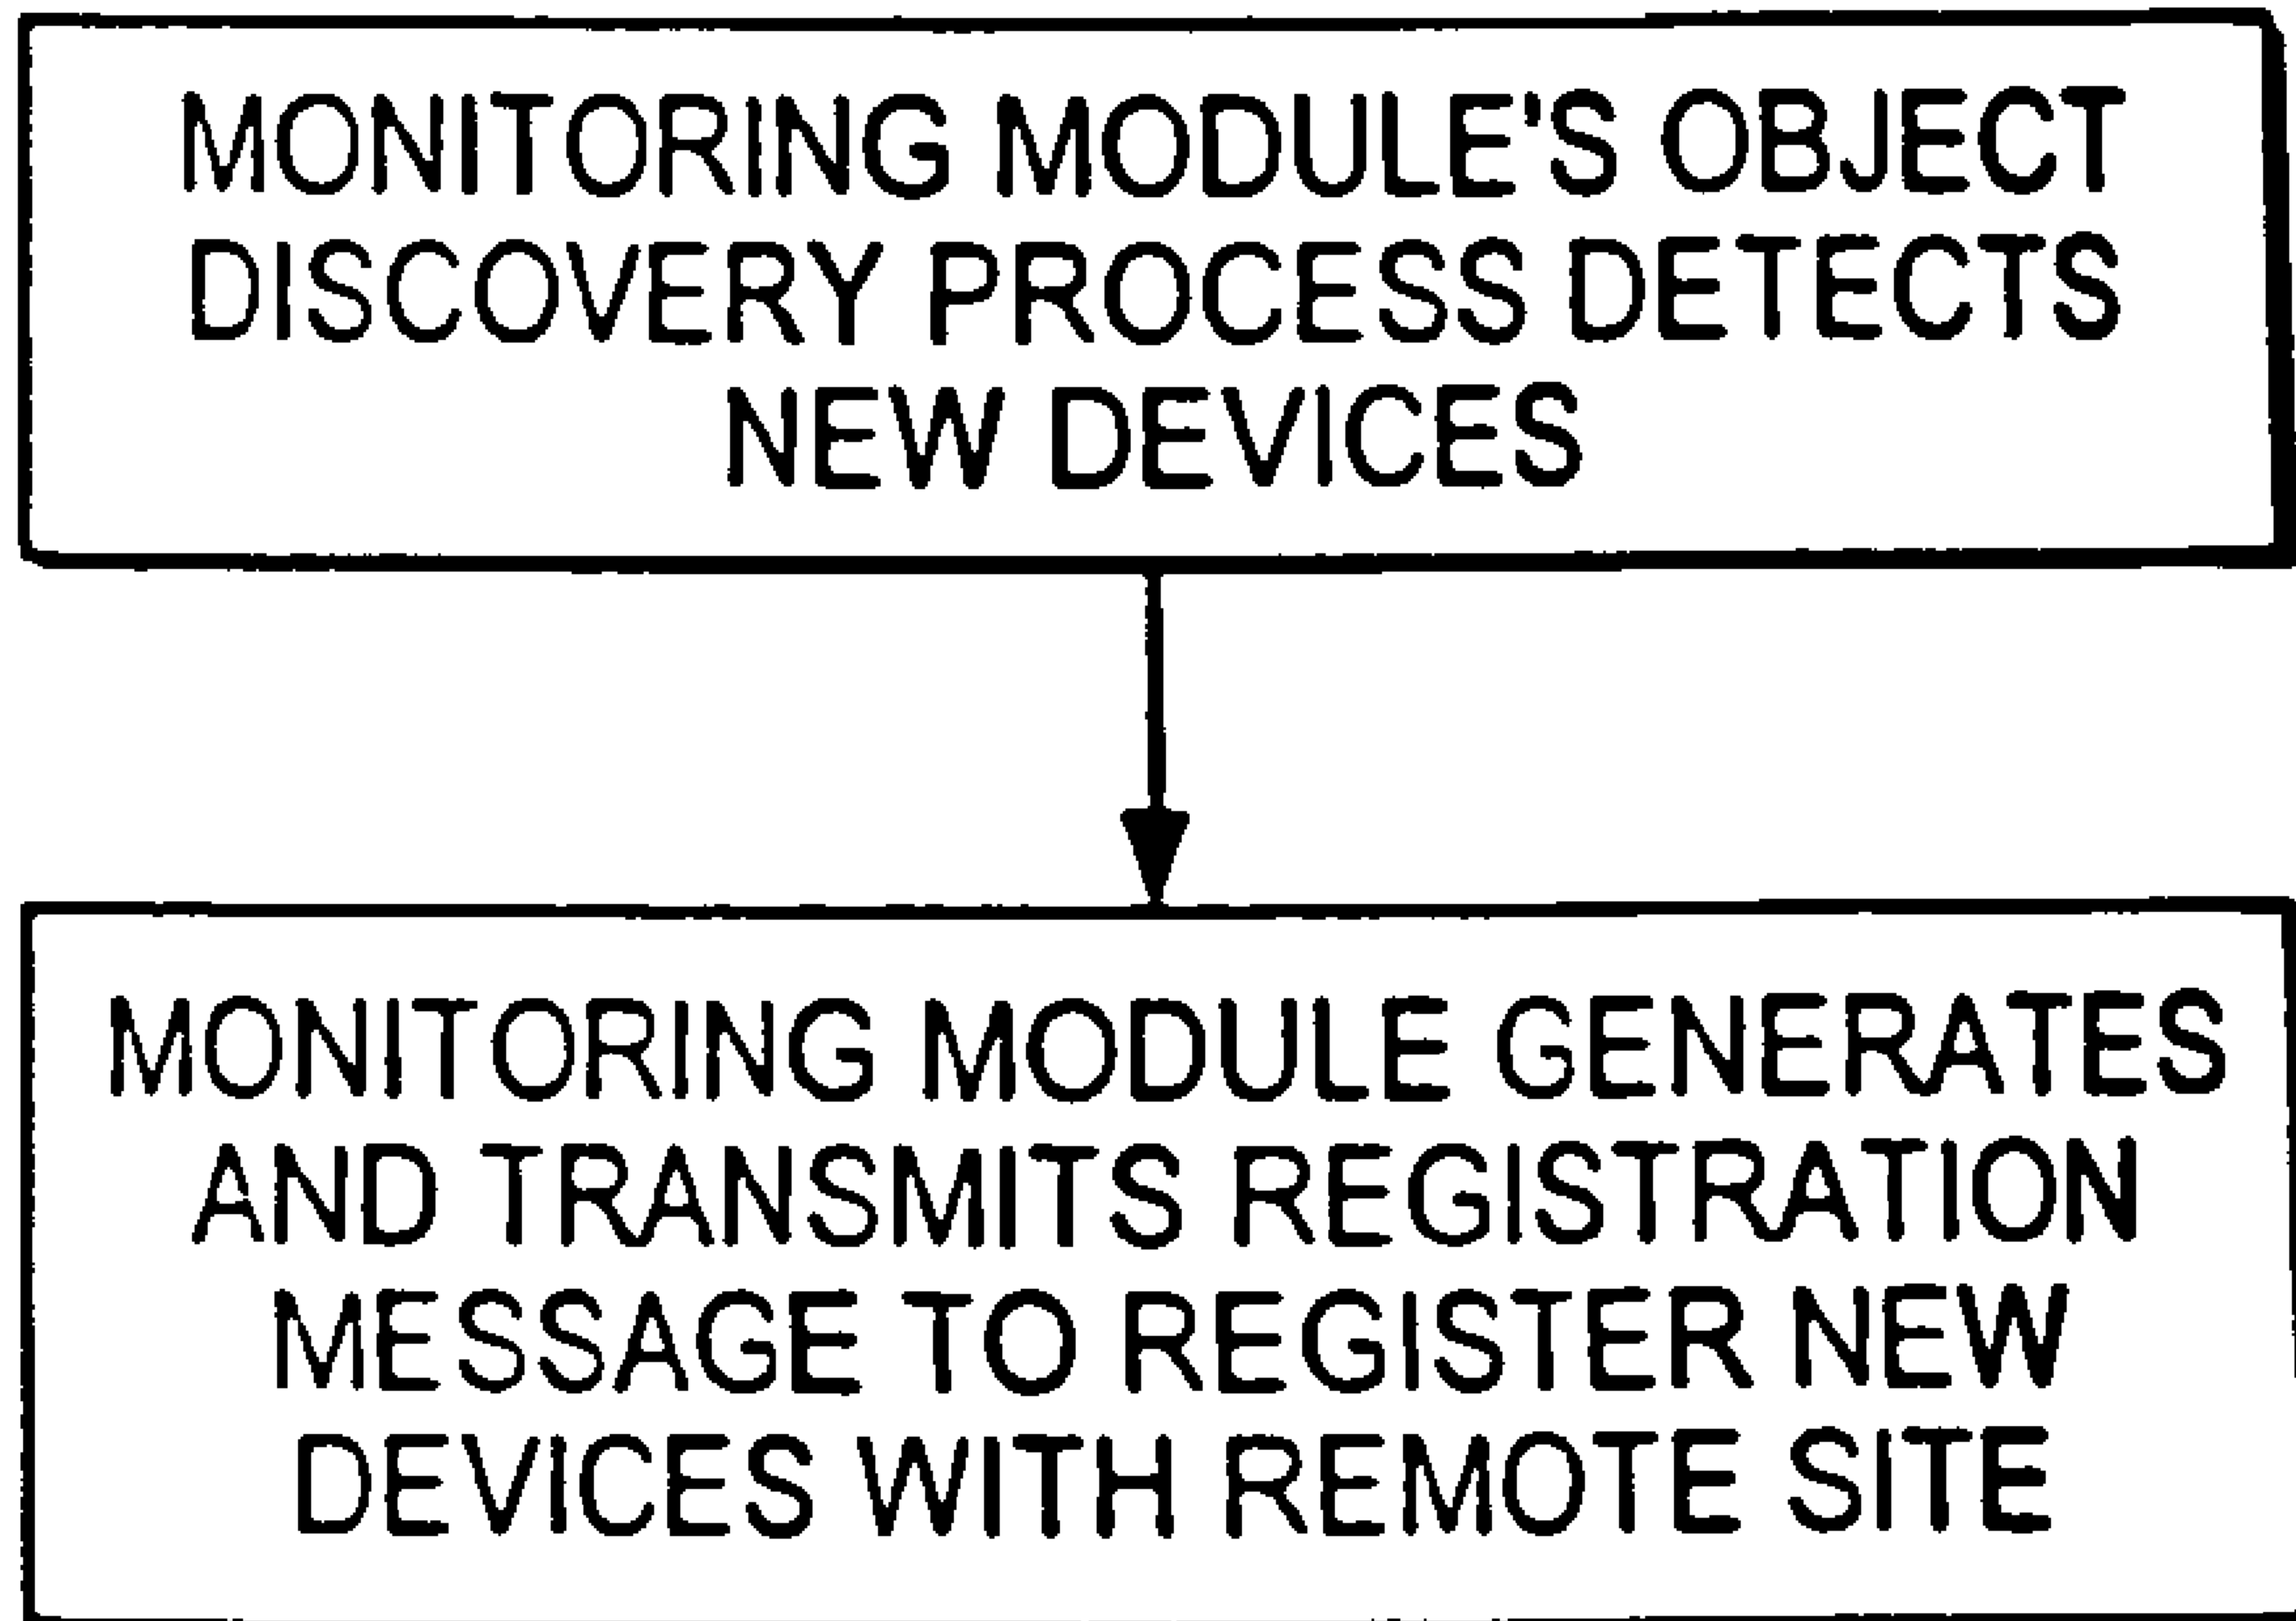 MONITORING MODULE'S OBJECT
DISCOVERY PROCESS DETECTS
NEW DEVICES
MONITORING MODULE GENERATES
AND TRANSMITS REGISTRATION
MESSAGE TO REGISTER NEW
DEVICES WITH REMOTE SITE